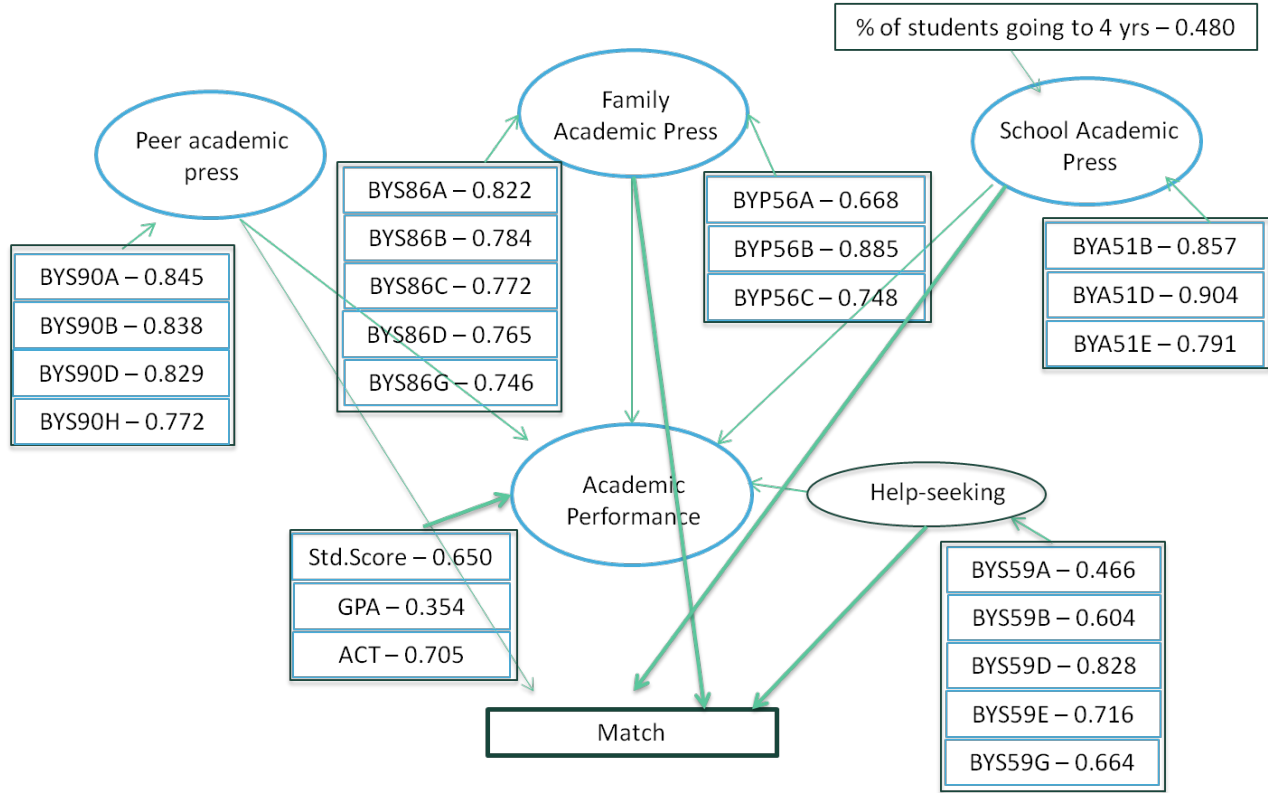 % of students going to 4 yrs – 0.480
Peer academic
press
Family
Academic Press
School Academic
Press
BYS86A – 0.822
BYS86B – 0.784
BYS86C – 0.772
BYS86D – 0.765
BYS86G – 0.746
BYP56A – 0.668
BYP56B – 0.885
BYP56C – 0.748
BYA51B – 0.857
BYA51D – 0.904
BYA51E – 0.791
BYS90A – 0.845
BYS90B – 0.838
BYS90D – 0.829
BYS90H – 0.772
Academic
Performance
Help-seeking
Std.Score – 0.650
GPA – 0.354
ACT – 0.705
BYS59A – 0.466
BYS59B – 0.604
BYS59D – 0.828
BYS59E – 0.716
BYS59G – 0.664
Match